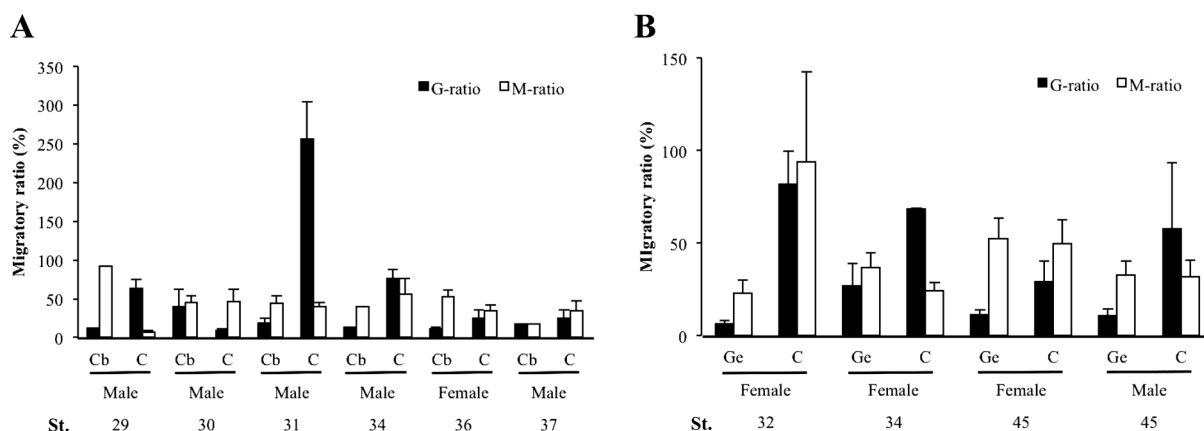 A
Migratory ratio (%)
350
300
250
200
150
100
50
0
G-ratio M-ratio
Cb C Cb C Cb C Cb C Cb C Cb C
Male Male Male Male Female Male
St. 29 30 31 34 36 37
B
MIgratory ratio (%)
150
100
50
0
G-ratio M-ratio
Ge C Ge C Ge C Ge C
Female Female Female Male
St. 32 34 45 45